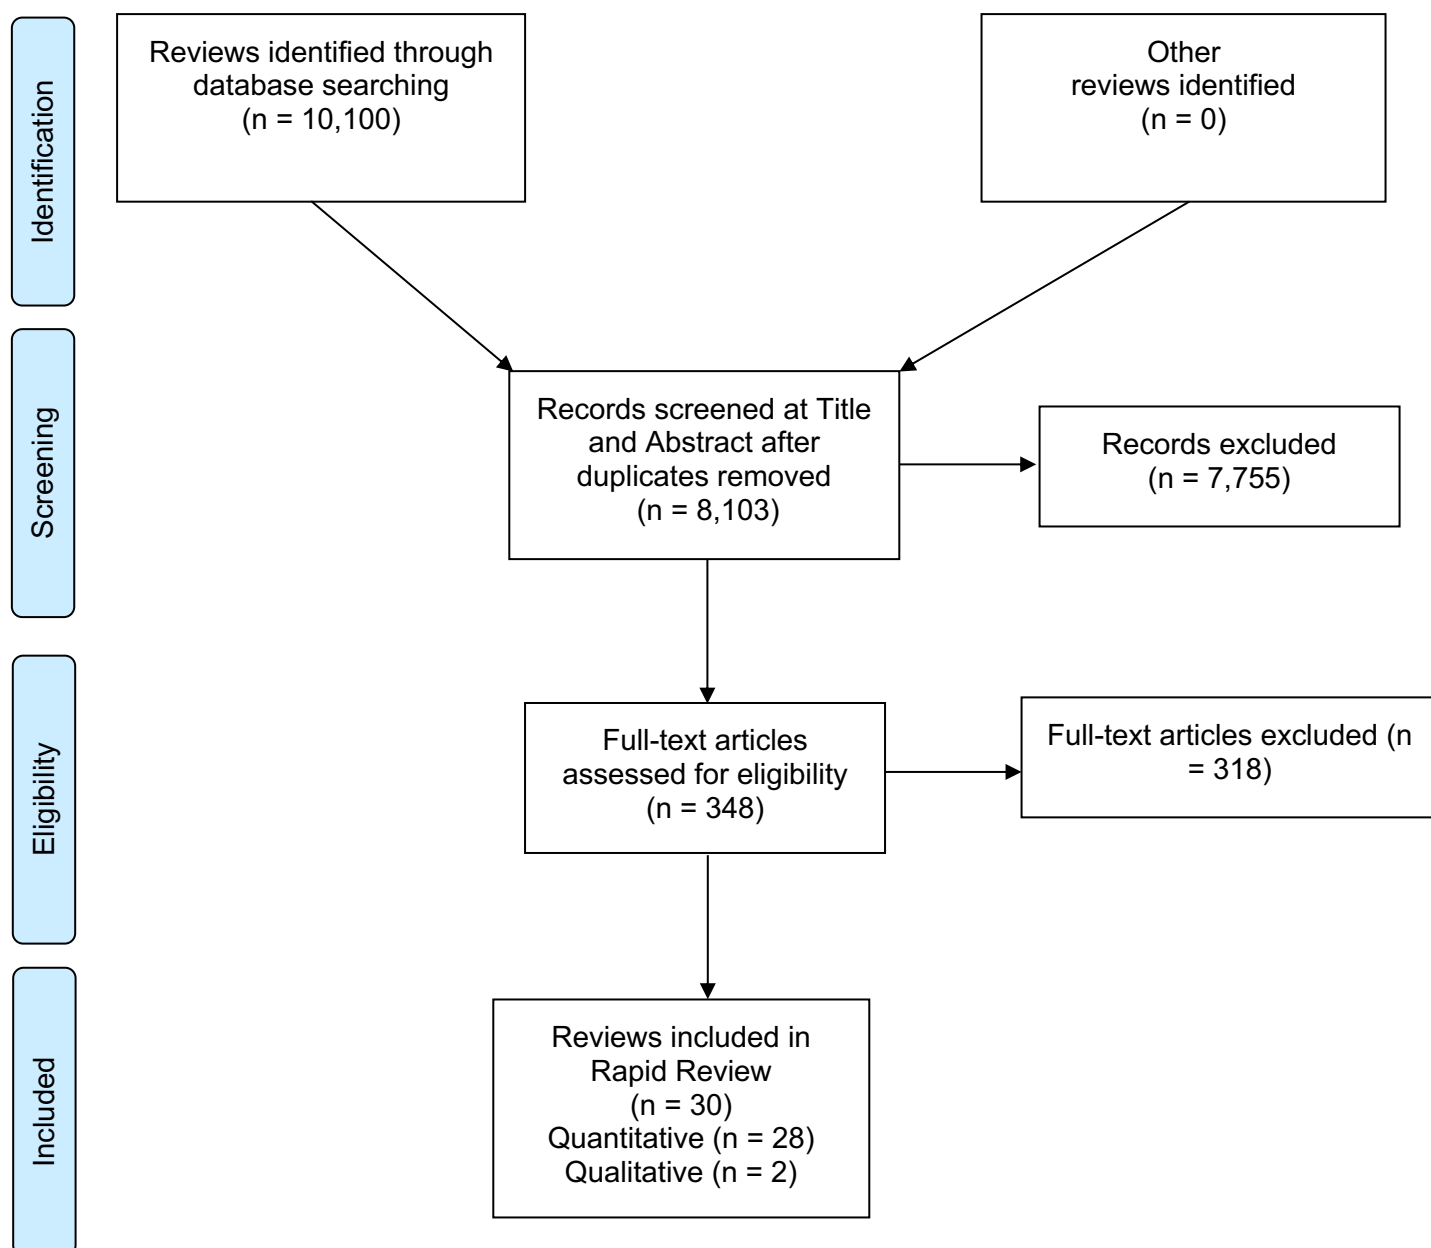 Identification
Reviews identified through
database searching
(n = 10,100)
Other
reviews identified
(n = 0)
Screening
Records screened at Title
and Abstract after
duplicates removed
(n = 8,103)
Records excluded
(n = 7,755)
Eligibility
Full-text articles
assessed for eligibility
(n = 348)
Full-text articles excluded (n
= 318)
Included
Reviews included in
Rapid Review
(n = 30)
Quantitative (n = 28)
Qualitative (n = 2)